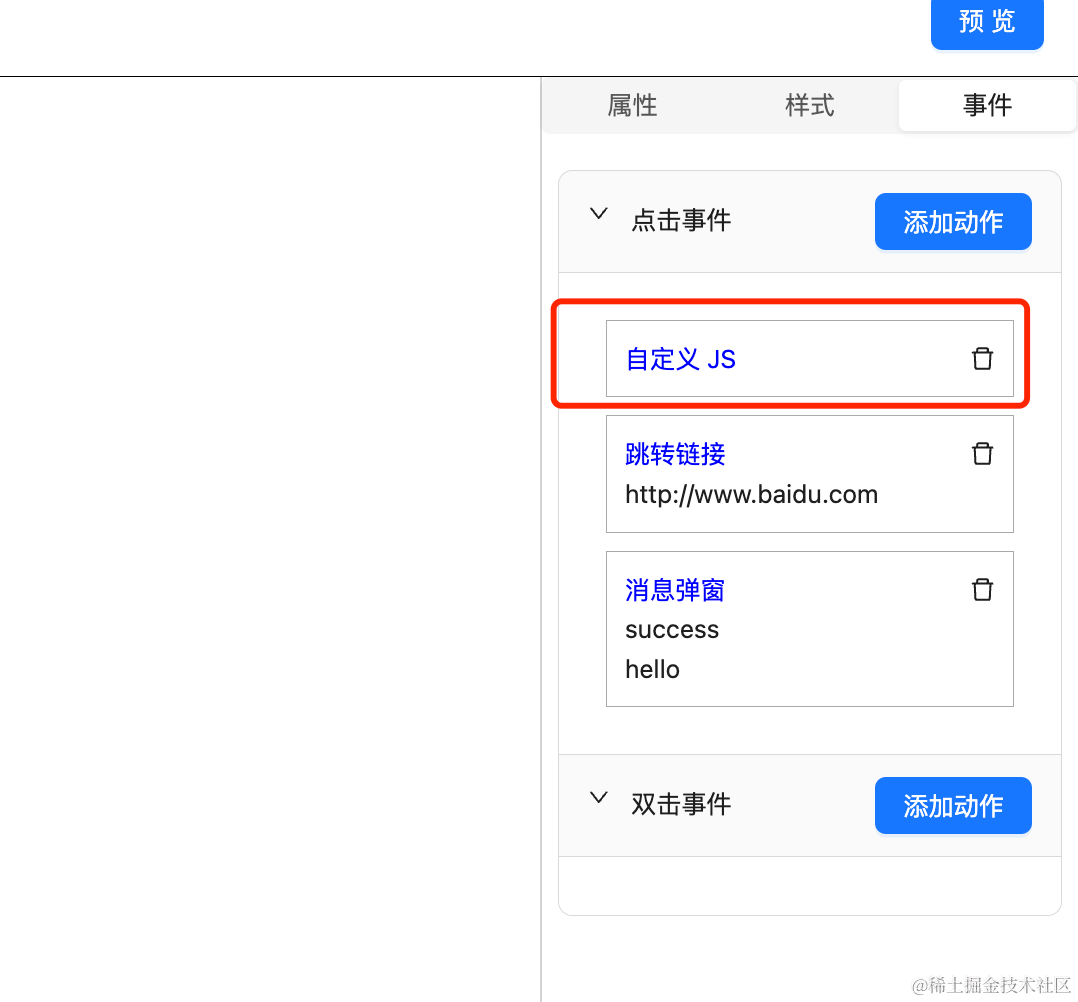 预 览
属性 样式 事件
点击事件 添加动作
自定义 JS
跳转链接
http://www.baidu.com
消息弹窗
success
hello
双击事件 添加动作
@稀土掘金技术社区